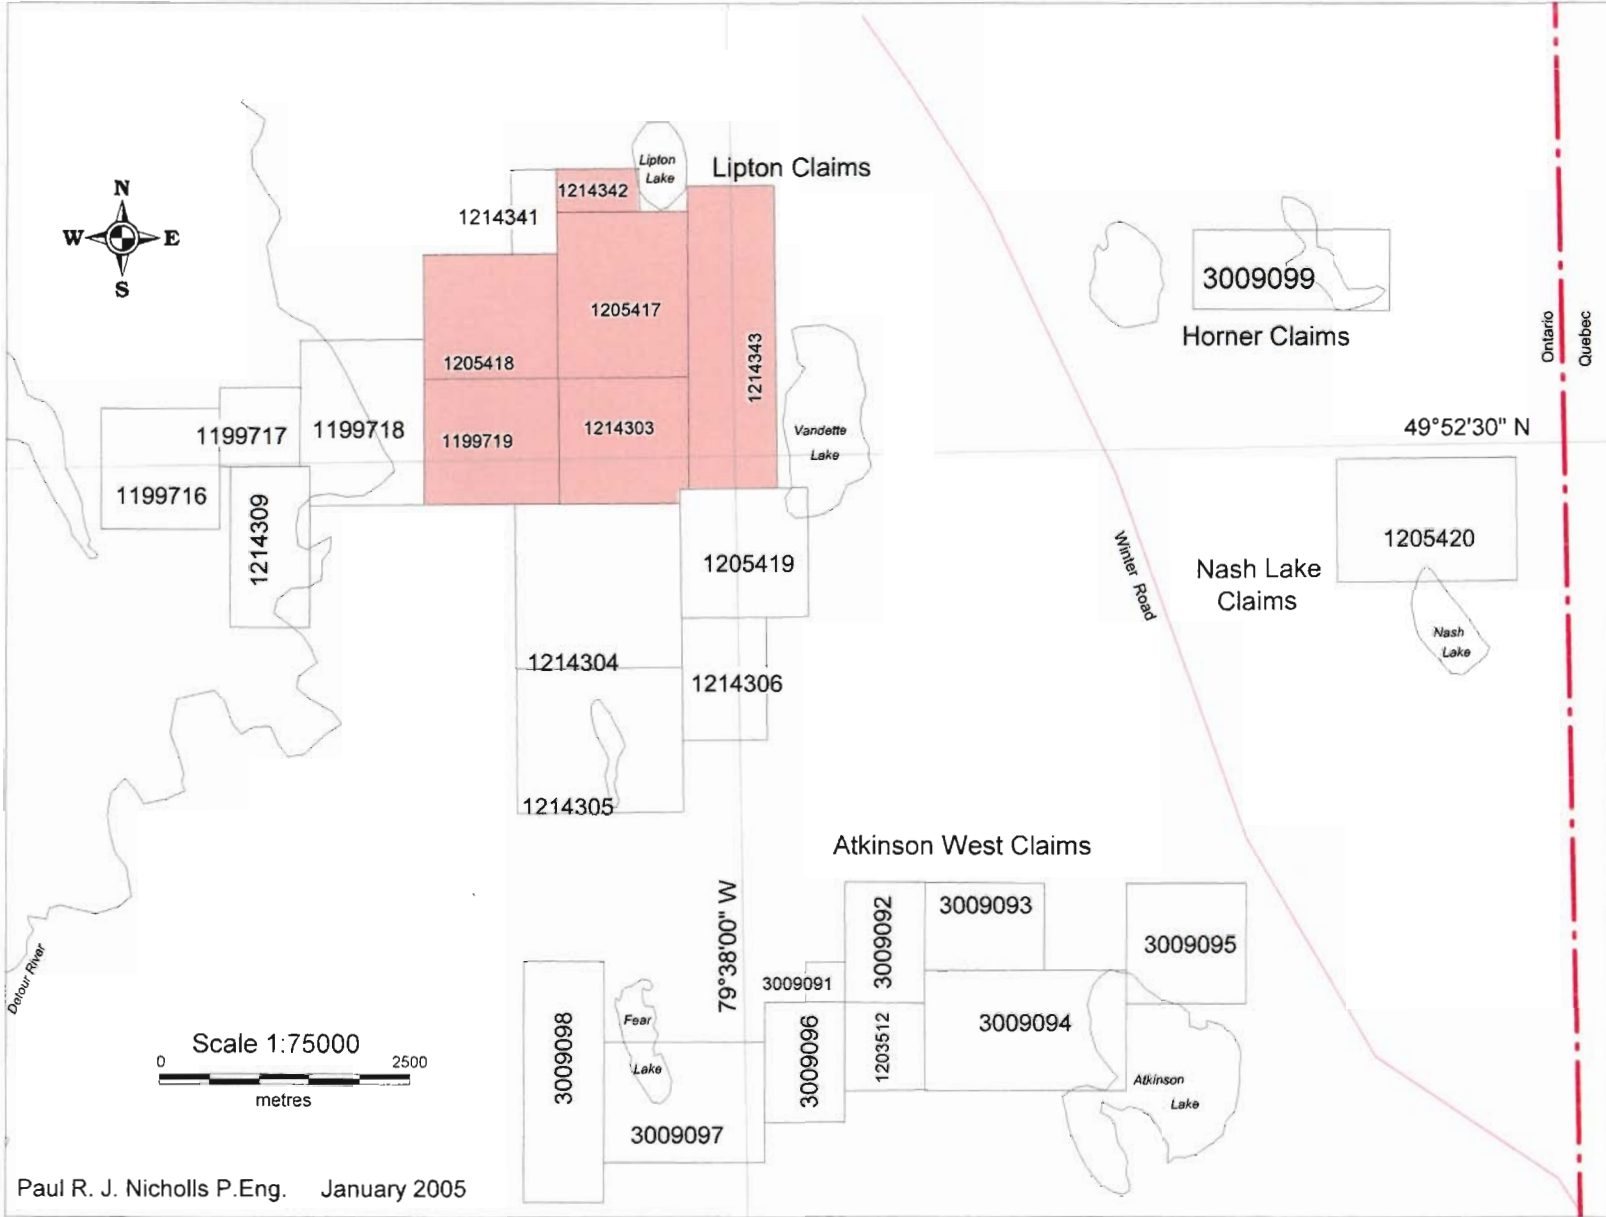 Lipton
Lake
Lipton Claims
N
W
E
S
1214342
1214341
1205417
1205418
1214343
1199719
1214303
1199717
1199718
1199716
1214309
Vandette
Lake
3009099
Horner Claims
Ontario
Quebec
49°52'30" N
1205420
Nash Lake
Claims
Nash
Lake
Winter Road
1205419
1214304
1214306
1214305
Atkinson West Claims
79°38'00" W
3009092
3009093
3009095
3009091
3009094
3009096
1203512
3009098
Fear
Lake
3009097
Atkinson
Lake
Detour River
Scale 1:75000
0
2500
metres
Paul R. J. Nicholls P.Eng. January 2005